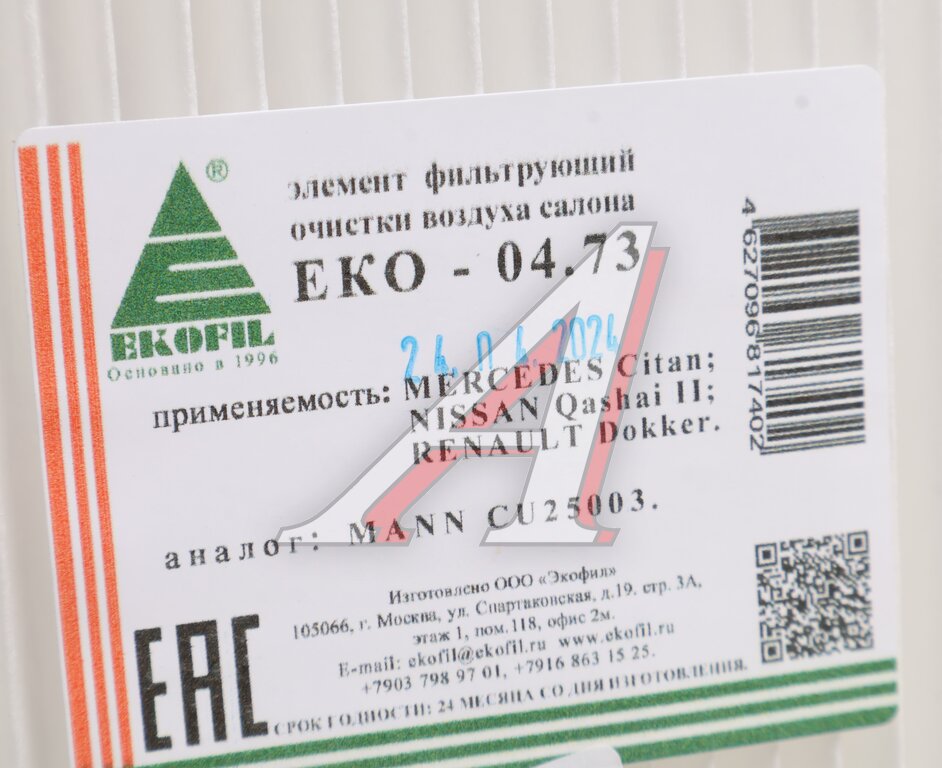 ®
элемент фильтрующий
очистки воздуха салона
ЕКО - 04.73
EKOFIL
Основано в 1996
24.04.2024
применяемость: MERCEDES Citan;
NISSAN Qashai II;
RENAULT Dokker.
аналог: MANN CU25003.
4 627096 817402
Изготовлено ООО «Экофил»
105066, г. Москва, ул. Спартаковская, д.19. стр. 3А,
этаж 1, пом.118, офис 2м.
E-mail: ekofil@ekofil.ru www.ekofil.ru
+7903 798 97 01, +7916 863 15 25.
СРОК ГОДНОСТИ: 24 МЕСЯЦА СО ДНЯ ИЗГОТОВЛЕНИЯ.
EAC